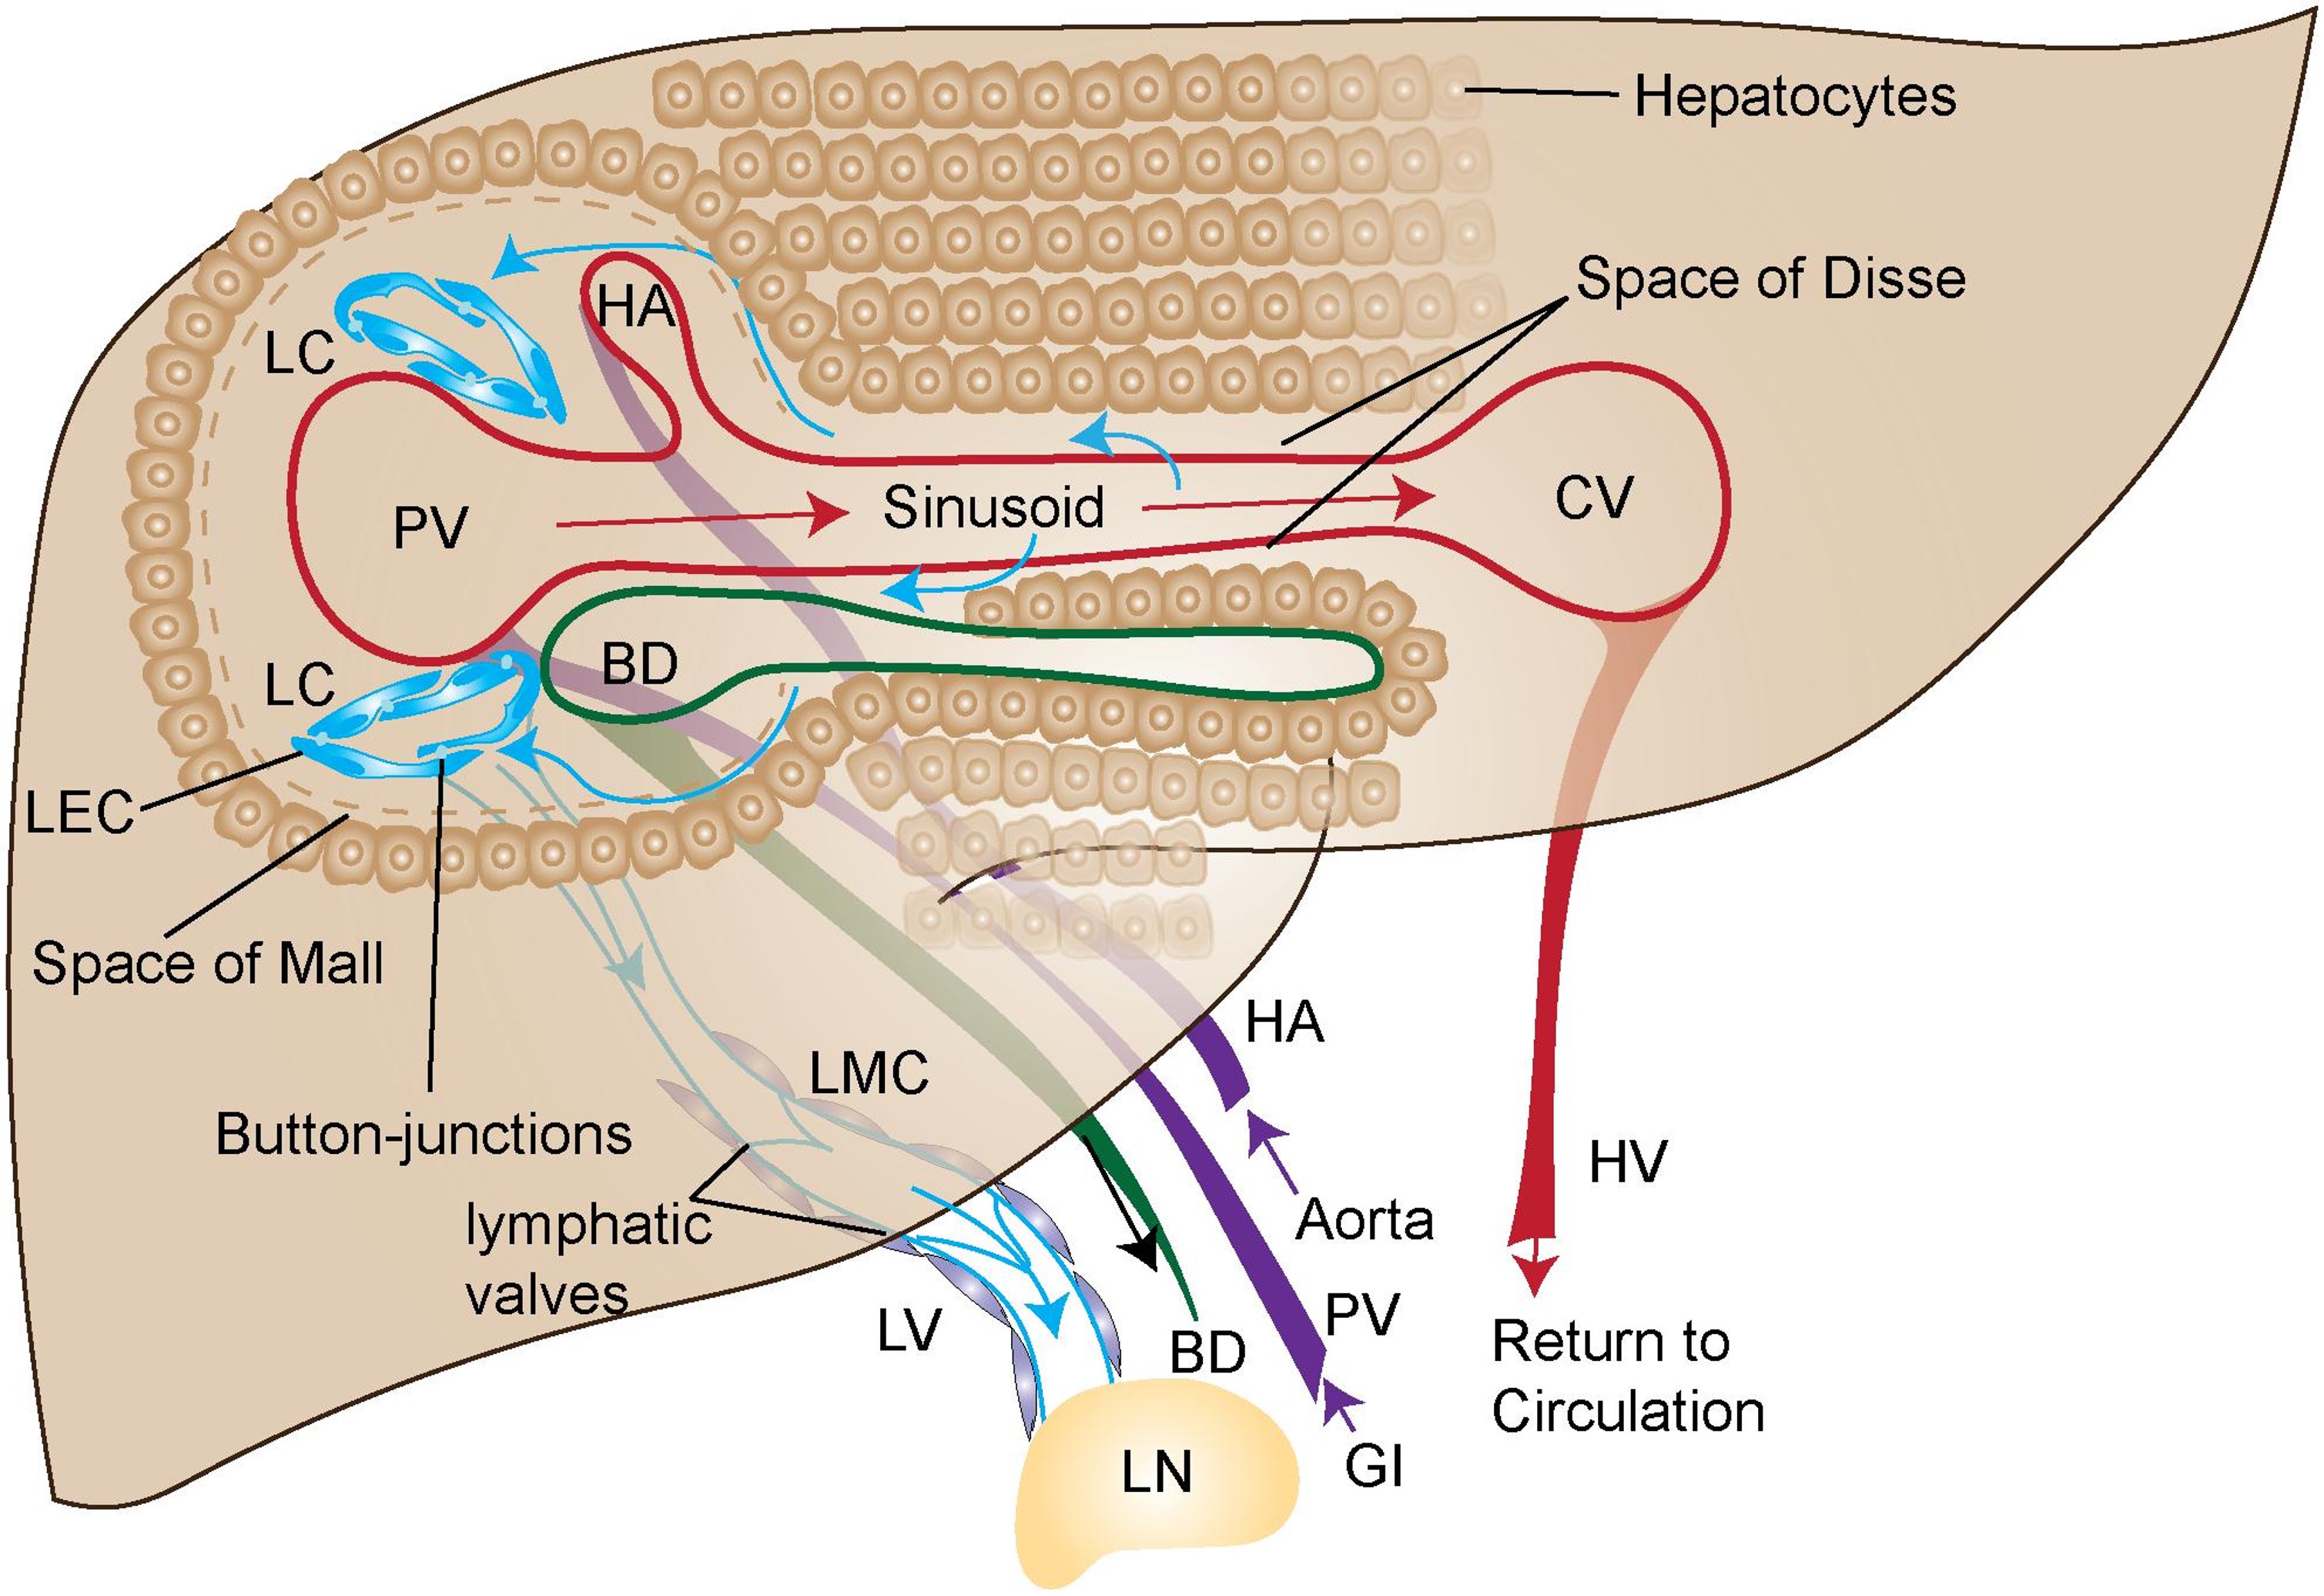 Hepatocytes
Space of Disse
HA
LC
Sinusoid
CV
PV
BD
LC
LEC
Space of Mall
HA
LMC
Button-junctions
HV
lymphatic
valves
Aorta
LV
PV
BD
Return to
Circulation
GI
LN